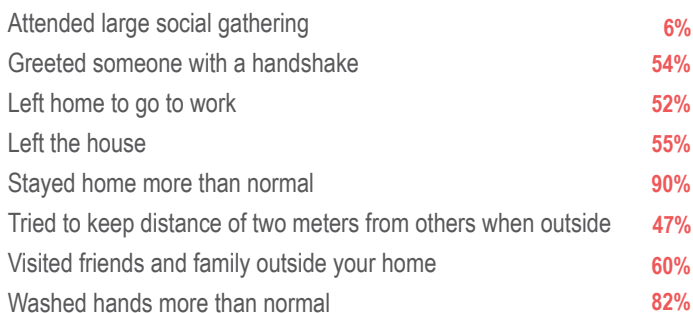 Attended large social gathering 6%
Greeted someone with a handshake 54%
Left home to go to work 52%
Left the house 55%
Stayed home more than normal 90%
Tried to keep distance of two meters from others when outside 47%
Visited friends and family outside your home 60%
Washed hands more than normal 82%